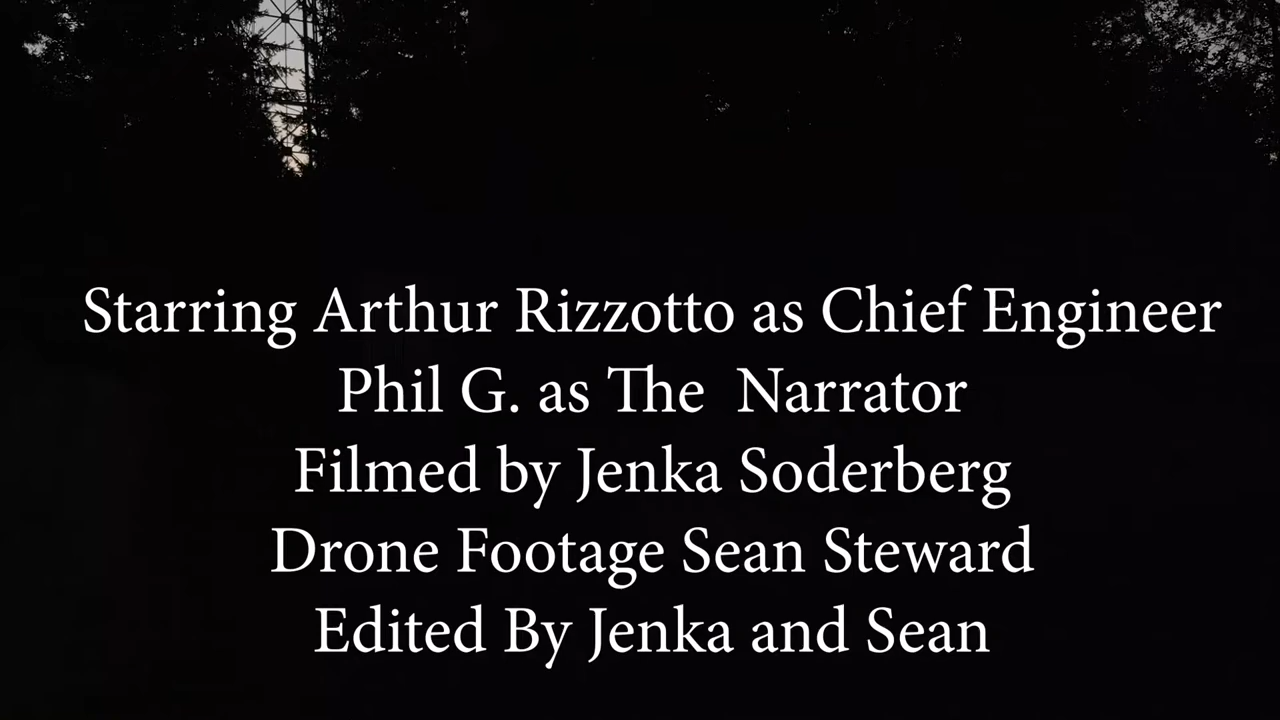 Starring Arthur Rizzotto as Chief Engineer
Phil G. as The  Narrator
Filmed by Jenka Soderberg
Drone Footage Sean Steward
Edited By Jenka and Sean